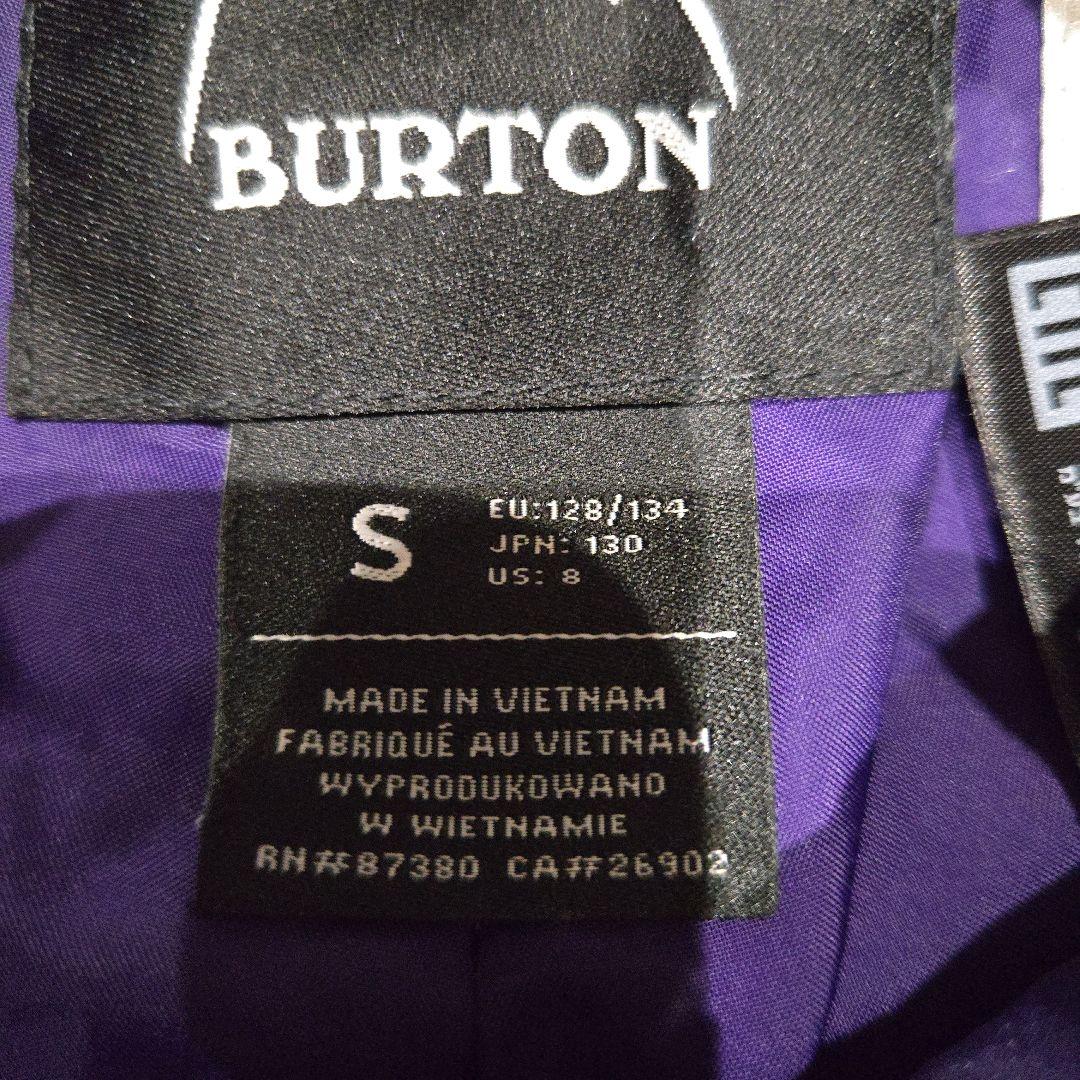 BURTON
S
EU:128/134
JPN: 130
US: 8
MADE IN VIETNAM
FABRIQUÉ AU VIETNAM
WYPRODUKOWANO
W WIETNAMIE
RN#87380 CA#26902